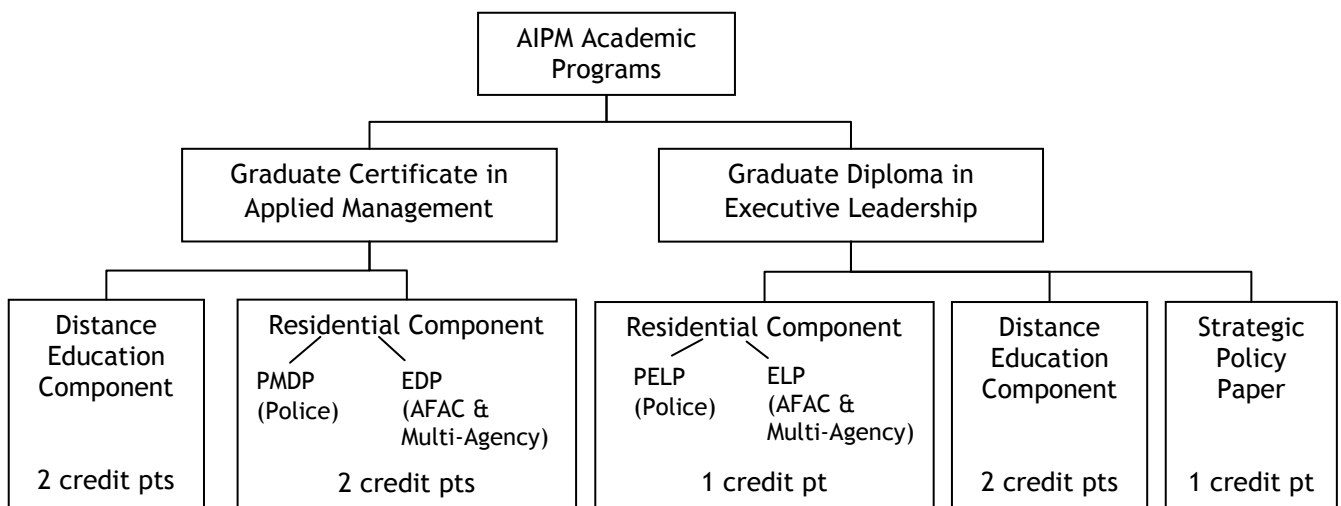 AIPM Academic
Programs
Graduate Certificate in
Applied Management
Graduate Diploma in
Executive Leadership
Distance
Education
Component
2 credit pts
Residential Component
PMDP
(Police)
EDP
(AFAC &
Multi-Agency)
2 credit pts
Residential Component
PELP
(Police)
ELP
(AFAC &
Multi-Agency)
1 credit pt
Distance
Education
Component
2 credit pts
Strategic
Policy
Paper
1 credit pt